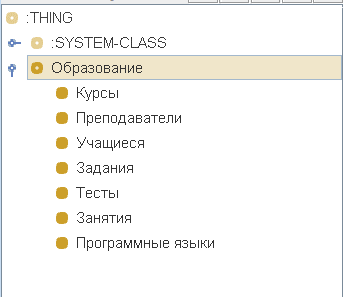 :THING
:SYSTEM-CLASS
Образование
Курсы
Преподаватели
Учащиеся
Задания
Тесты
Занятия
Программные языки